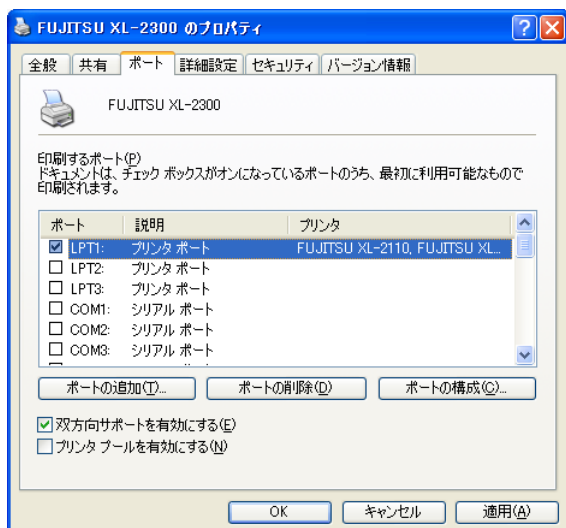 FUJITSU XL-2300 のプロパティ
全般 共有 ポート 詳細設定 セキュリティ バージョン情報
FUJITSU XL-2300
印刷するポート(P)
ドキュメントは、チェック ボックスがオンになっているポートのうち、最初に利用可能なもので
印刷されます。
ポート 説明 プリンタ
LPT1: プリンタ ポート FUJITSU XL-2110, FUJITSU XL...
LPT2: プリンタ ポート
LPT3: プリンタ ポート
COM1: シリアル ポート
COM2: シリアル ポート
COM3: シリアル ポート
ポートの追加(T)... ポートの削除(D) ポートの構成(C)...
双方向サポートを有効にする(E)
プリンタ プールを有効にする(N)
OK キャンセル 適用(A)